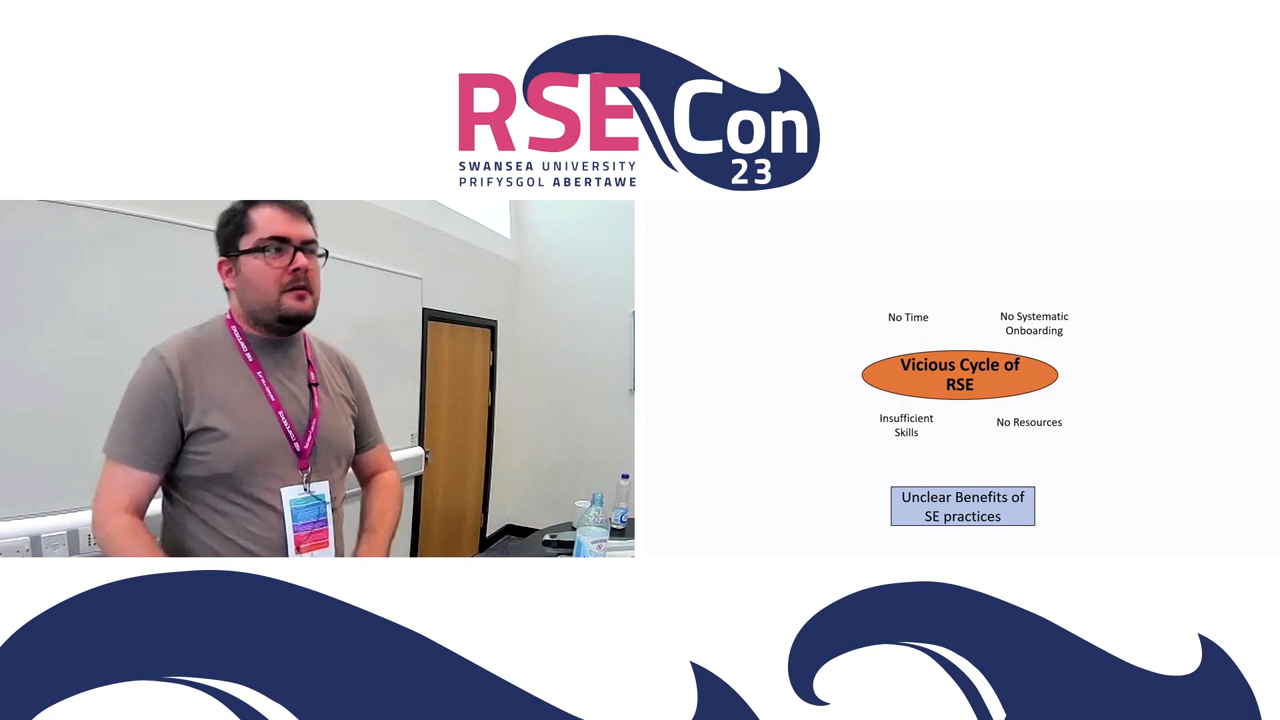 RSE Con
23
SWANSEA UNIVERSITY
PRIFYSGOL ABERTAWE
No Time
No Systematic
Onboarding
Vicious Cycle of
RSE
Insufficient
Skills
No Resources
Unclear Benefits of
SE practices